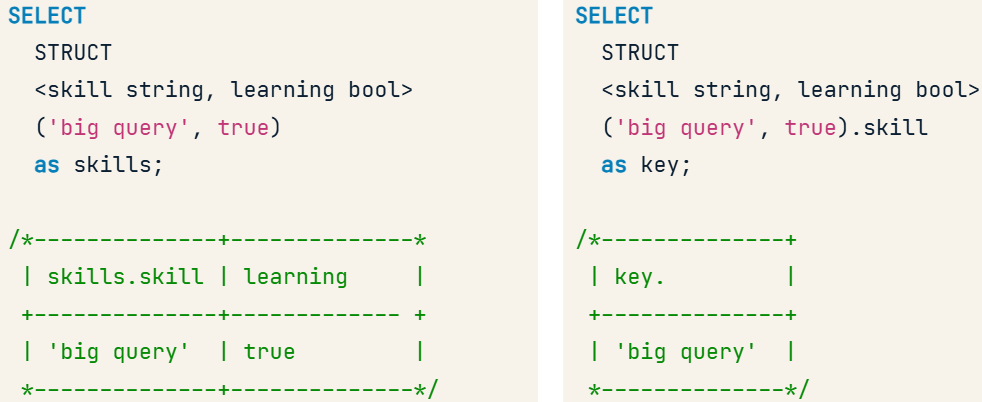 SELECT
  STRUCT
  <skill string, learning bool>
  ('big query', true)
  as skills;

/*--------------+--------------*
 | skills.skill | learning     |
 +--------------+------------- +
 | 'big query'  | true         |
 *--------------+--------------*/
SELECT
  STRUCT
  <skill string, learning bool>
  ('big query', true).skill
  as key;

/*--------------+
 | key.         |
 +--------------+
 | 'big query'  |
 *--------------*/